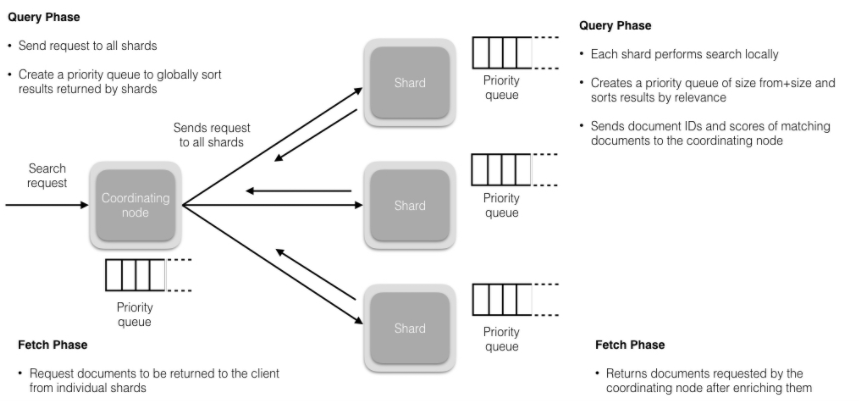 Query Phase
• Send request to all shards
• Create a priority queue to globally sort
results returned by shards
Sends request
to all shards
Search
request
Coordinating
node
Priority
queue
Fetch Phase
• Request documents to be returned to the client
from individual shards
Shard
Priority
queue
Shard
Priority
queue
Shard
Priority
queue
Query Phase
• Each shard performs search locally
• Creates a priority queue of size from+size and
sorts results by relevance
• Sends document IDs and scores of matching
documents to the coordinating node
Fetch Phase
• Returns documents requested by the
coordinating node after enriching them